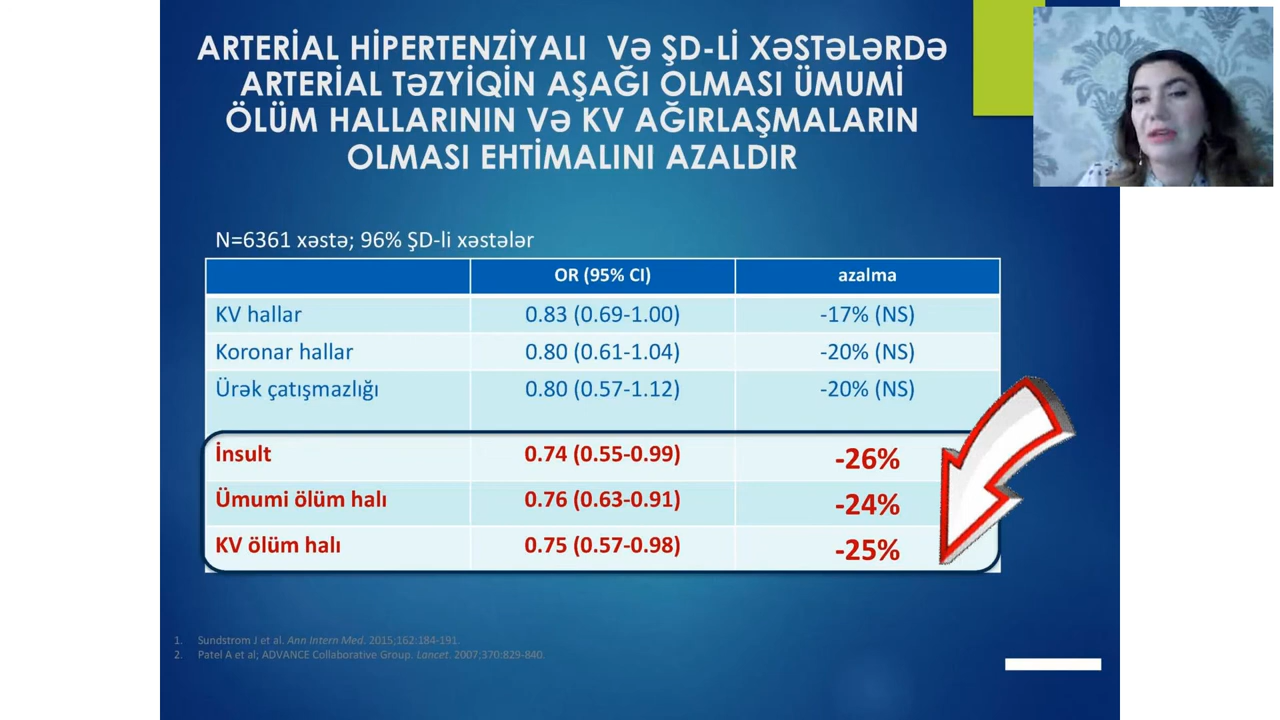 ARTERİAL HİPERTENZİYALI VƏ ŞD-Lİ XƏSTƏLƏRDƏ
ARTERİAL TƏZYİQİN AŞAĞI OLMASI ÜMUMİ
ÖLÜM HALLARININ VƏ KV AĞIRLAŞMALARIN
OLMASI EHTİMALINI AZALDIR
N=6361 xəstə; 96% ŞD-li xəstələr
OR (95% CI) azalma
KV hallar 0.83 (0.69-1.00) -17% (NS)
Koronar hallar 0.80 (0.61-1.04) -20% (NS)
Ürək çatışmazlığı 0.80 (0.57-1.12) -20% (NS)
İnsult 0.74 (0.55-0.99) -26%
Ümumi ölüm halı 0.76 (0.63-0.91) -24%
KV ölüm halı 0.75 (0.57-0.98) -25%
1. Sundstrom J et al. Ann Intern Med. 2015;162:184-191.
2. Patel A et al; ADVANCE Collaborative Group. Lancet. 2007;370:829-840.